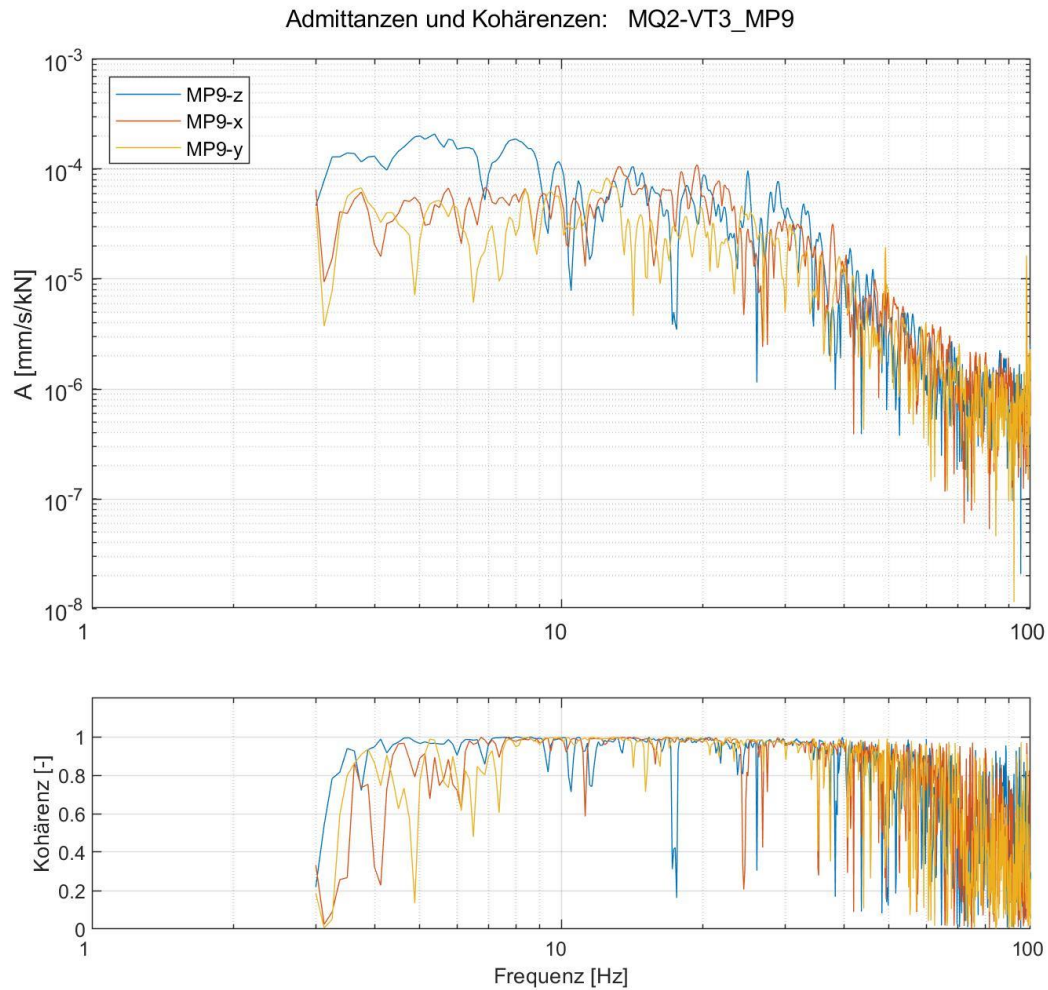 Admittanzen und Kohärenzen: MQ2-VT3_MP9
10^-3
MP9-z
MP9-x
MP9-y
10^-4
10^-5
A [mm/s/kN]
10^-6
10^-7
10^-8
1 10 100
1
0.8
0.6
Kohärenz [-]
0.4
0.2
0
1 10 100
Frequenz [Hz]